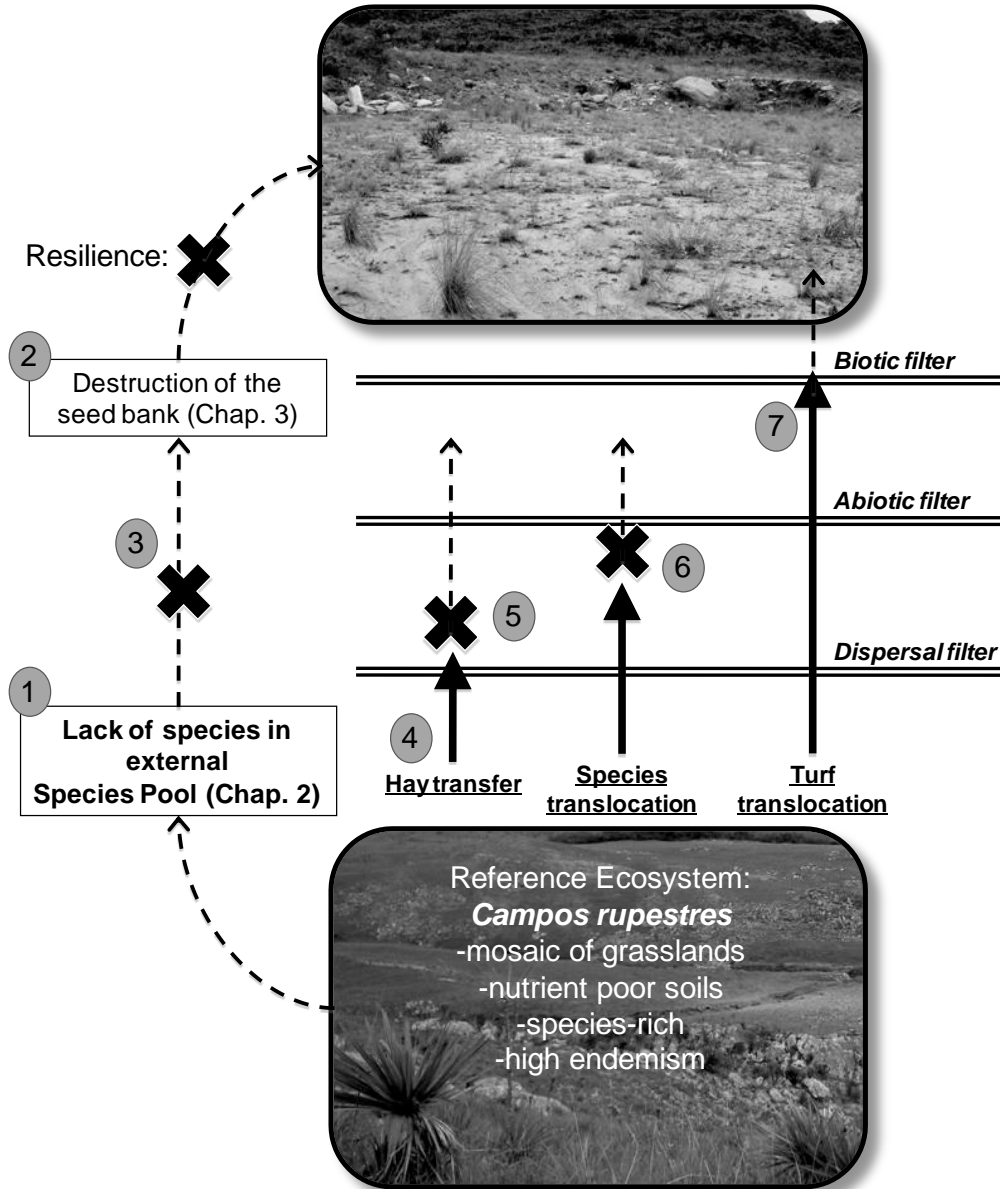 Resilience:
2
Destruction of the
seed bank (Chap. 3)
3
1
Lack of species in
external
Species Pool (Chap. 2)
Biotic filter
7
Abiotic filter
6
5
Dispersal filter
4
Hay transfer
Species
translocation
Turf
translocation
Reference Ecosystem:
Campos rupestres
-mosaic of grasslands
-nutrient poor soils
-species-rich
-high endemism